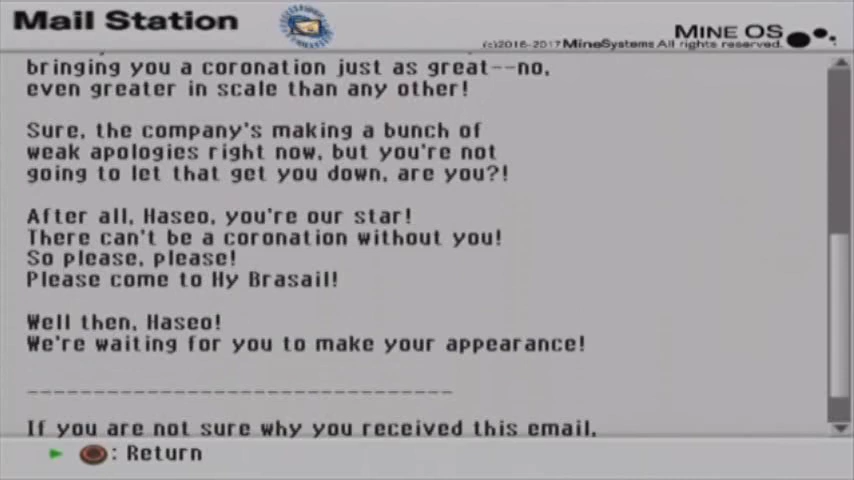 Mail Station
MINE OS
(c)2016-2017 MineSystems All rights reserved.
bringing you a coronation just as great--no,
even greater in scale than any other!
Sure, the company's making a bunch of
weak apologies right now, but you're not
going to let that get you down, are you?!
After all, Haseo, you're our star!
There can't be a coronation without you!
So please, please!
Please come to Hy Brasail!
Well then, Haseo!
We're waiting for you to make your appearance!
--------------------------------
If you are not sure why you received this email,
: Return